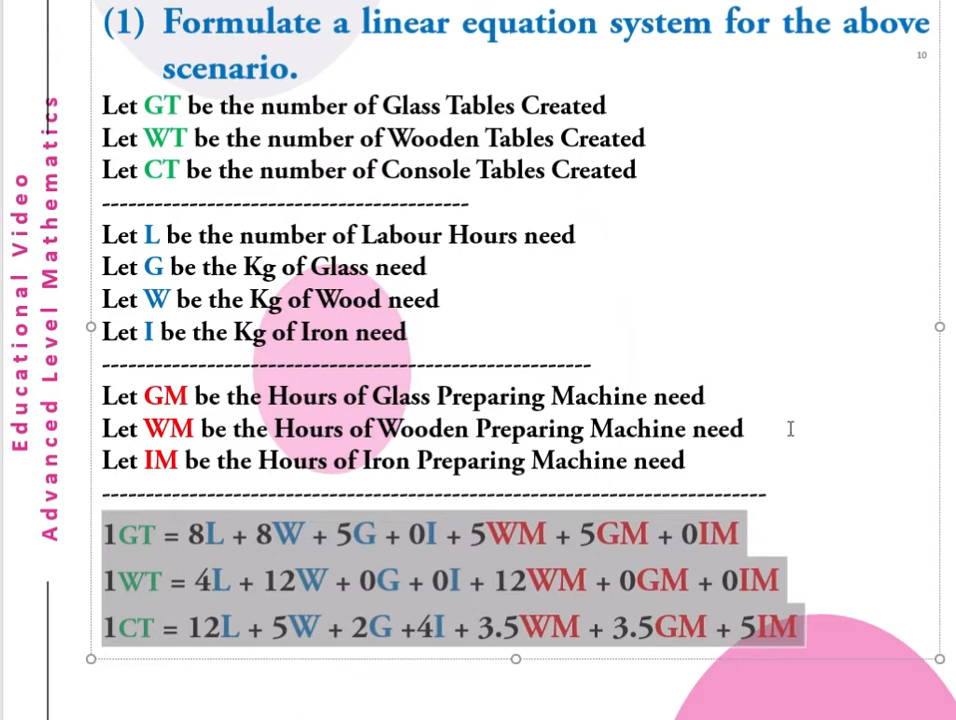 (1) Formulate a linear equation system for the above
scenario.
10
Let GT be the number of Glass Tables Created
Let WT be the number of Wooden Tables Created
Let CT be the number of Console Tables Created
------------------------------------------
Let L be the number of Labour Hours need
Let G be the Kg of Glass need
Let W be the Kg of Wood need
Let I be the Kg of Iron need
--------------------------------------------------------
Let GM be the Hours of Glass Preparing Machine need
Let WM be the Hours of Wooden Preparing Machine need
Let IM be the Hours of Iron Preparing Machine need
----------------------------------------------------------------------------
1GT = 8L + 8W + 5G + 0I + 5WM + 5GM + 0IM
1WT = 4L + 12W + 0G + 0I + 12WM + 0GM + 0IM
1CT = 12L + 5W + 2G +4I + 3.5WM + 3.5GM + 5IM
Educational Video
Advanced Level Mathematics